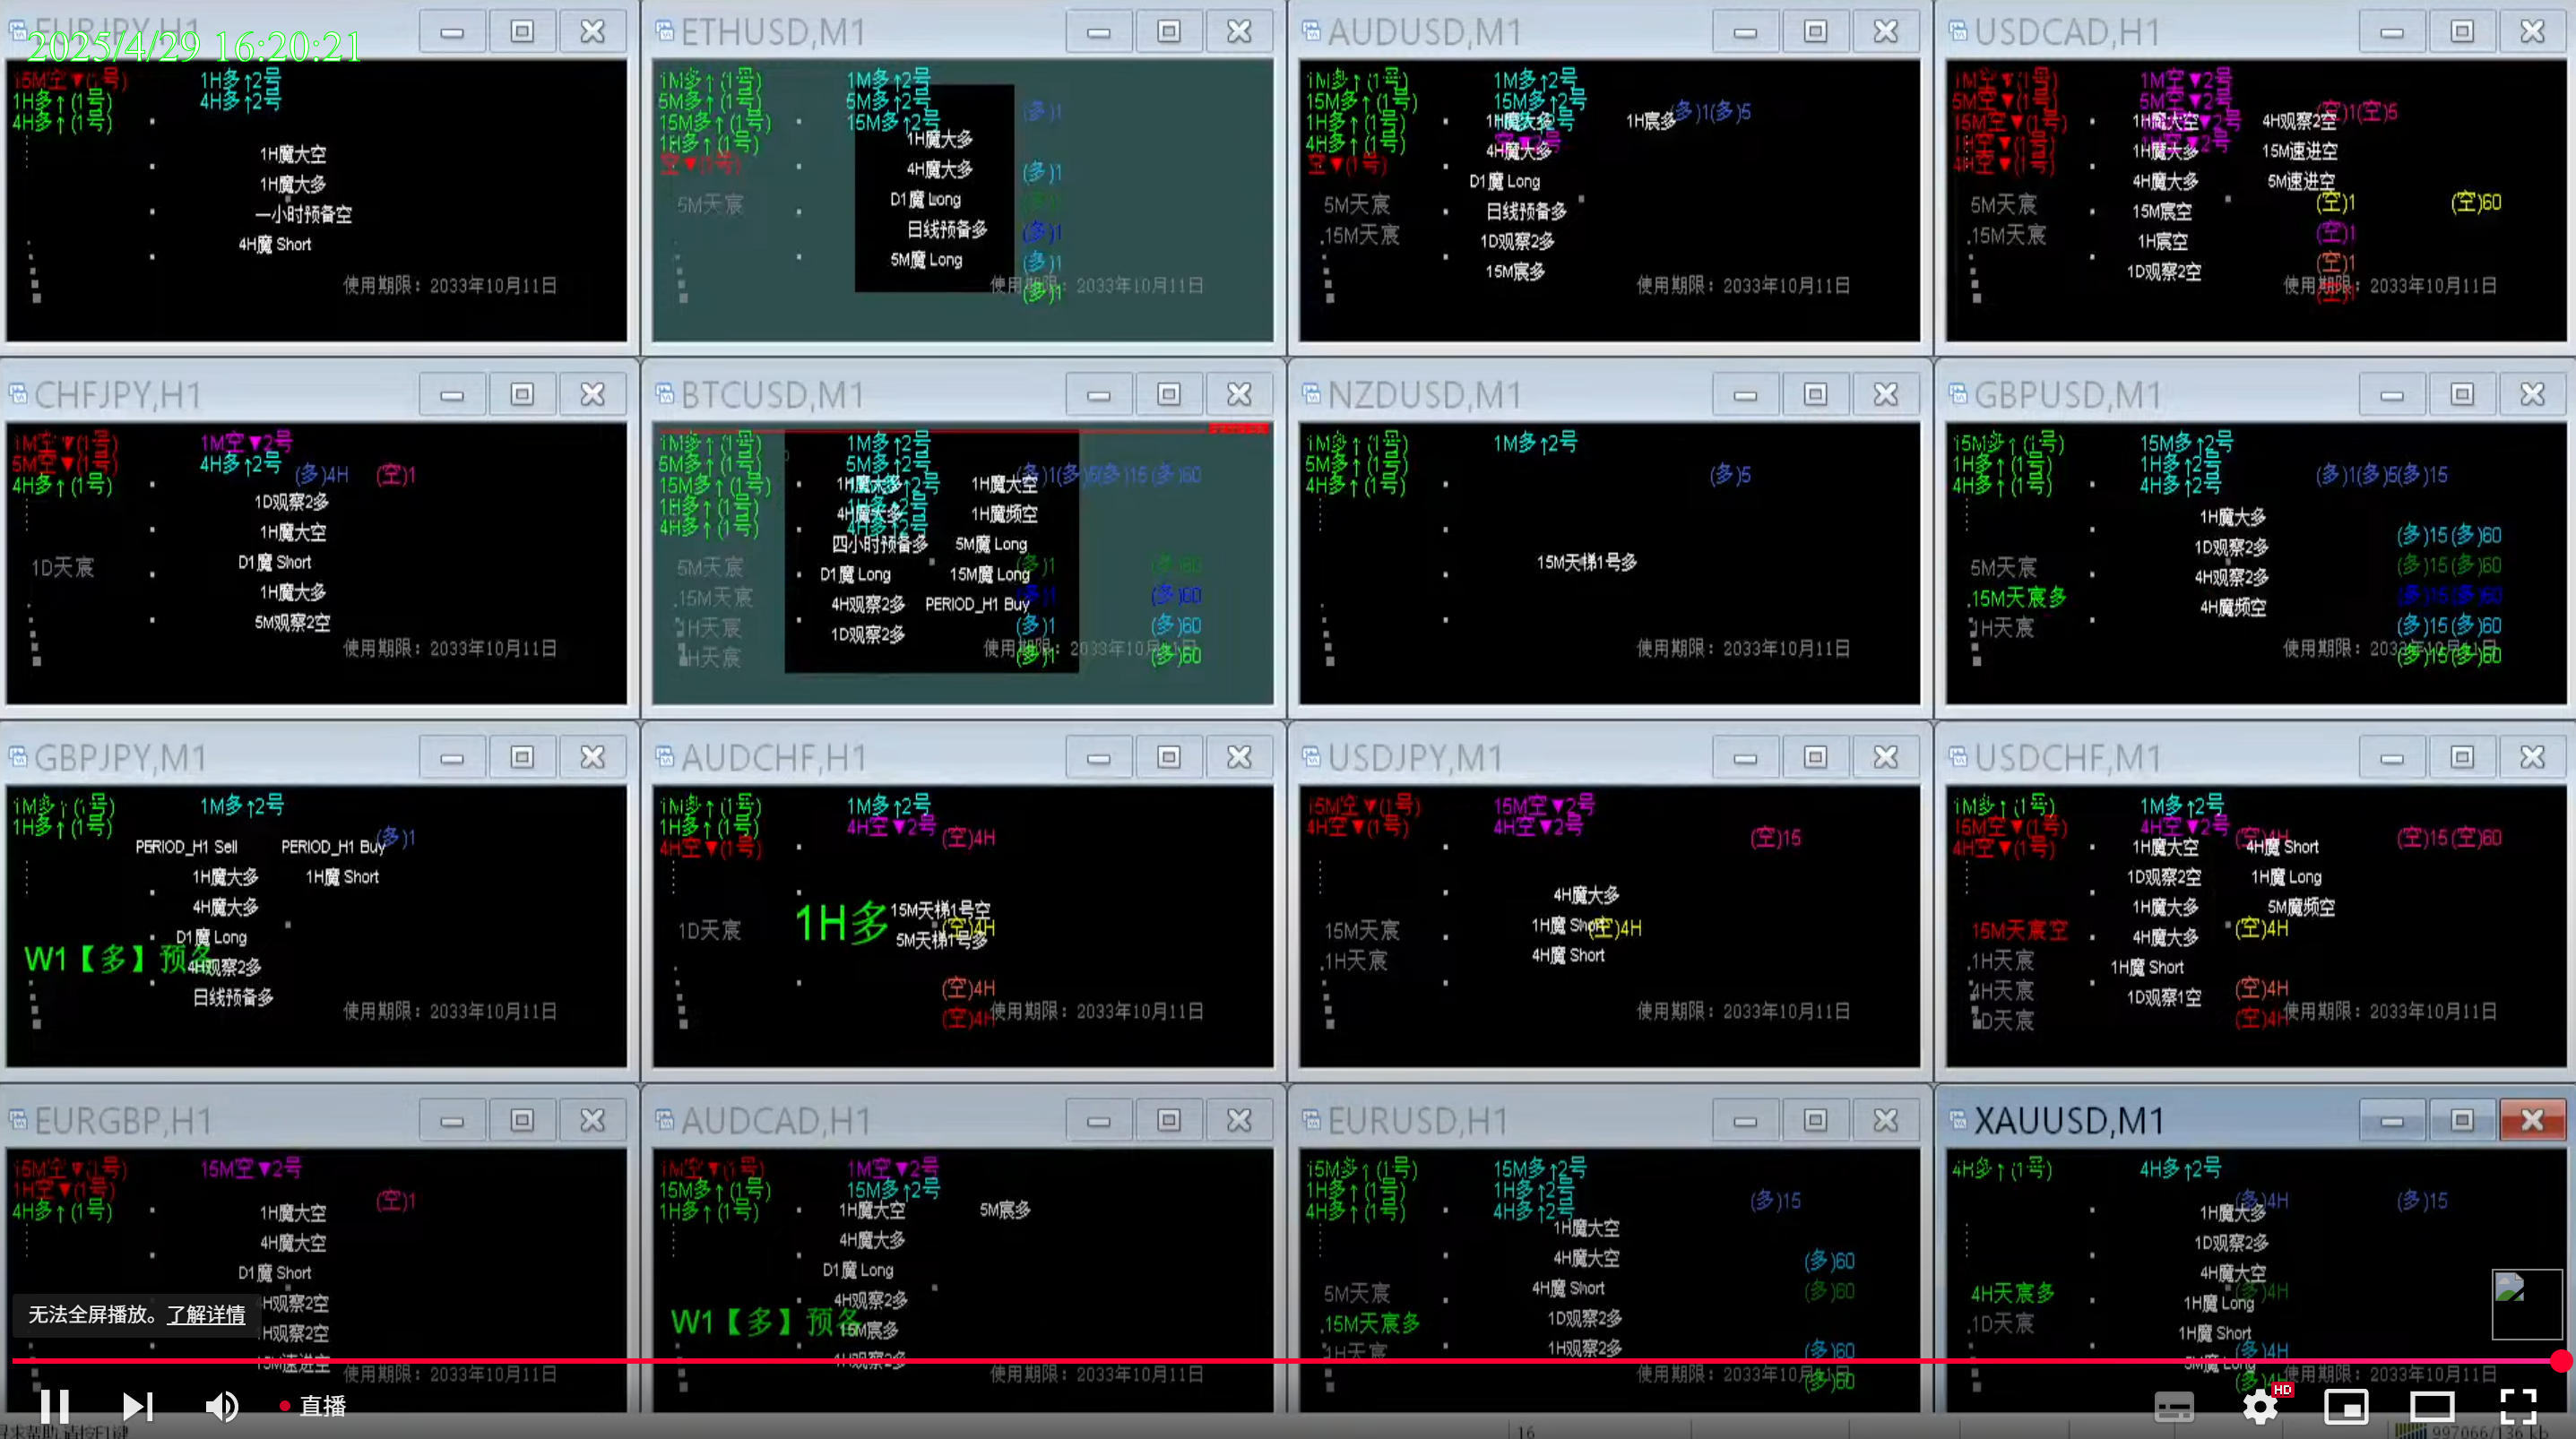 EURJPY,H1
2025/4/29 16:20:21
15M空▼(1号)
1H多↑(1号)
4H多↑(1号)
1H多↑2号
4H多↑2号
1H魔大空
1H魔大多
一小时预备空
4H魔 Short
使用期限：2033年10月11日
ETHUSD,M1
1M多↑(1号)
5M多↑(1号)
15M多↑(1号)
1H多↑(1号)
空▼(1号)
5M天宸
1M多↑2号
5M多↑2号
15M多↑2号
1H魔大多
4H魔大多
D1魔 Long
日线预备多
5M魔 Long
(多)1
(多)1
(多)1
(多)1
(多)1
使用期限：2033年10月11日
AUDUSD,M1
1M多↑(1号)
15M多↑(1号)
1H多↑(1号)
4H多↑(1号)
空▼(1号)
5M天宸
.15M天宸
1M多↑2号
15M多↑2号
1H魔大多
4H魔大多
D1魔 Long
日线预备多
1D观察2多
15M宸多
1H宸多
(多)1(多)5
使用期限：2033年10月11日
USDCAD,H1
1M空▼(1号)
5M空▼(1号)
15M空▼(1号)
1H空▼(1号)
4H空▼(1号)
5M天宸
.15M天宸
1M空▼2号
5M空▼2号
1H魔大空
1H魔大多
4H魔大多
15M宸空
1H宸空
1D观察2空
4H观察2空
15M速进空
5M速进空
(空)1(空)5
(空)1
(空)60
(空)1
(空)1
(空)1
使用期限：2033年10月11日
CHFJPY,H1
1M空▼(1号)
5M空▼(1号)
4H多↑(1号)
1D天宸
1M空▼2号
4H多↑2号
(多)4H
(空)1
1D观察2多
1H魔大空
D1魔 Short
1H魔大多
5M观察2空
使用期限：2033年10月11日
BTCUSD,M1
1M多↑(1号)
5M多↑(1号)
15M多↑(1号)
1H多↑(1号)
4H多↑(1号)
5M天宸
.15M天宸
1H天宸
H天宸
1M多↑2号
5M多↑2号
1H魔大多
4H魔大多
四小时预备多
D1魔 Long
4H观察2多
1D观察2多
1H魔大空
1H魔频空
5M魔 Long
15M魔 Long
PERIOD_H1 Buy
(多)1(多)5(多)15(多)60
(多)1
(多)60
(多)1
(多)60
(多)1
(多)60
(多)1
(多)60
使用期限：2033年10月11日
NZDUSD,M1
1M多↑(1号)
5M多↑(1号)
4H多↑(1号)
1M多↑2号
(多)5
15M天梯1号多
使用期限：2033年10月11日
GBPUSD,M1
15M多↑(1号)
1H多↑(1号)
4H多↑(1号)
5M天宸
.15M天宸多
1H天宸
15M多↑2号
1H多↑2号
4H多↑2号
(多)1(多)5(多)15
1H魔大多
1D观察2多
4H观察2多
4H魔频空
(多)15(多)60
(多)15(多)60
(多)15(多)60
(多)15(多)60
(多)15(多)60
使用期限：2033年10月11日
GBPJPY,M1
1M多↑(1号)
1H多↑(1号)
1M多↑2号
(多)1
PERIOD_H1 Sell
PERIOD_H1 Buy
1H魔大多
1H魔 Short
4H魔大多
D1魔 Long
W1【多】预备
4H观察2多
日线预备多
使用期限：2033年10月11日
AUDCHF,H1
1M多↑(1号)
1H多↑(1号)
4H空▼(1号)
1D天宸
1M多↑2号
4H空▼2号
(空)4H
1H多
15M天梯1号空
5M天梯1号多
(空)4H
(空)4H
(空)4H
使用期限：2033年10月11日
USDJPY,M1
15M空▼(1号)
4H空▼(1号)
15M天宸
.1H天宸
15M空▼2号
4H空▼2号
(空)15
4H魔大多
1H魔 Short
4H魔 Short
(空)4H
使用期限：2033年10月11日
USDCHF,M1
1M多↑(1号)
15M空▼(1号)
4H空▼(1号)
15M天宸空
.1H天宸
4H天宸
D天宸
1M多↑2号
4H空▼2号
(空)4H
(空)15(空)60
1H魔大空
1D观察2空
1H魔大多
4H魔大多
1H魔 Short
1D观察1空
4H魔 Short
1H魔 Long
5M魔频空
(空)4H
(空)4H
(空)4H
使用期限：2033年10月11日
EURGBP,H1
15M空▼(1号)
1H空▼(1号)
4H多↑(1号)
15M空▼2号
(空)1
1H魔大空
4H魔大空
D1魔 Short
H观察2空
H观察2空
15M速进空
使用期限：2033年10月11日
AUDCAD,H1
1M空▼(1号)
15M多↑(1号)
1H多↑(1号)
1M空▼2号
15M多↑2号
1H魔大空
5M宸多
4H魔大多
D1魔 Long
4H观察2多
W1【多】预备
15M宸多
1H观察2多
使用期限：2033年10月11日
EURUSD,H1
15M多↑(1号)
1H多↑(1号)
4H多↑(1号)
5M天宸
.15M天宸多
1H天宸
15M多↑2号
1H多↑2号
4H多↑2号
(多)15
1H魔大空
4H魔大空
4H魔 Short
1D观察2多
1H观察2多
(多)60
(多)60
(多)60
(多)60
使用期限：2033年10月11日
XAUUSD,M1
4H多↑(1号)
4H天宸多
.1D天宸
4H多↑2号
(多)4H
(多)15
1H魔大多
1D观察2多
4H魔大空
1H魔 Long
1H魔 Short
5M魔 Long
(多)4H
(多)4H
使用期限：2033年10月11日
无法全屏播放。了解详情
直播
HD
16
997066/136 kb